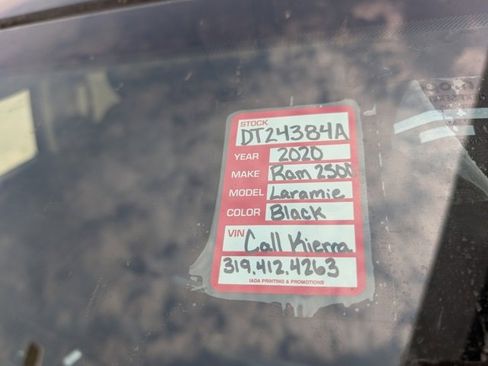 STOCK
DT24384A
YEAR 2020
MAKE Ram 2500
MODEL Laramie
COLOR Black
VIN Call Kierra
319.412.4263
IADA PRINTING & PROMOTIONS